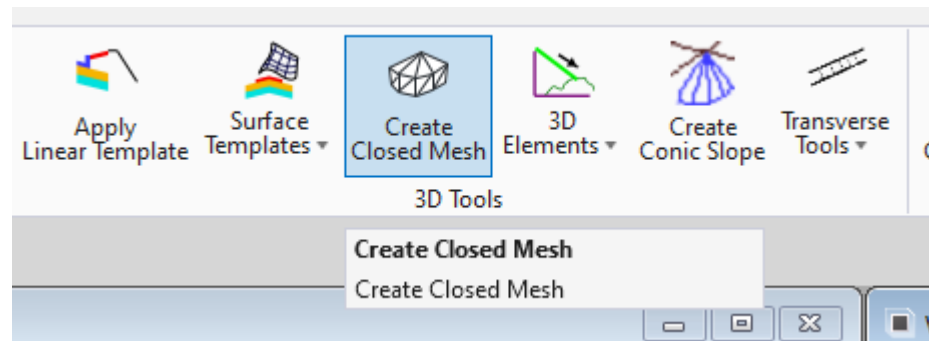 Apply
Linear Template
Surface
Templates
Create
Closed Mesh
3D
Elements
Create
Conic Slope
Transverse
Tools
3D Tools
Create Closed Mesh
Create Closed Mesh